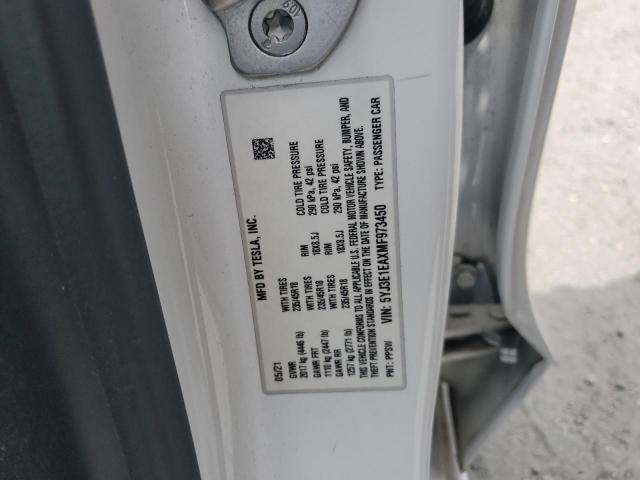 60Y
MFD BY TESLA, INC.
05/21
GVWR
2017 kg (4446 lb)
GAWR FRT WITH TIRES RIM COLD TIRE PRESSURE
1110 kg (2447 lb) 235/45R18 18X8.5J 290 kPa, 42 psi
GAWR RR WITH TIRES RIM COLD TIRE PRESSURE
1257 kg (2771 lb) 235/45R18 18X8.5J 290 kPa, 42 psi
THIS VEHICLE CONFORMS TO ALL APPLICABLE U.S. FEDERAL MOTOR VEHICLE SAFETY, BUMPER, AND
THEFT PREVENTION STANDARDS IN EFFECT ON THE DATE OF MANUFACTURE SHOWN ABOVE.
VIN: 5YJ3E1EAXMF973450 TYPE: PASSENGER CAR
PNT: PPSW